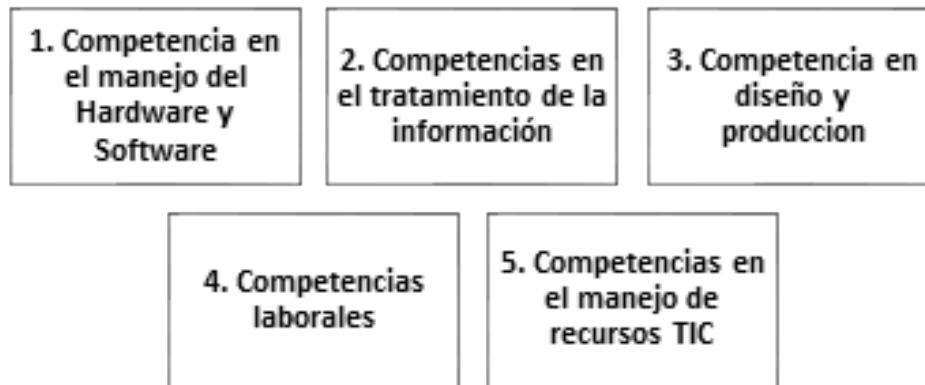 1. Competencia en
el manejo del
Hardware y
Software
2. Competencias en
el tratamiento de la
información
3. Competencia en
diseño y
produccion
4. Competencias
laborales
5. Competencias en
el manejo de
recursos TIC